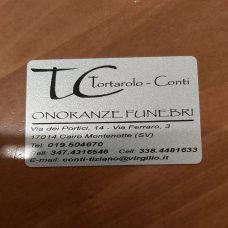 TC Tortarolo - Conti
ONORANZE FUNEBRI
Via dei Portici, 14 - Via Ferraro, 3
17014 Cairo Montenotte (SV)
Tel: 019.504670
Cell: 347.4316546 Cell: 338.4481633
E-mail: conti-tiziano@virgilio.it